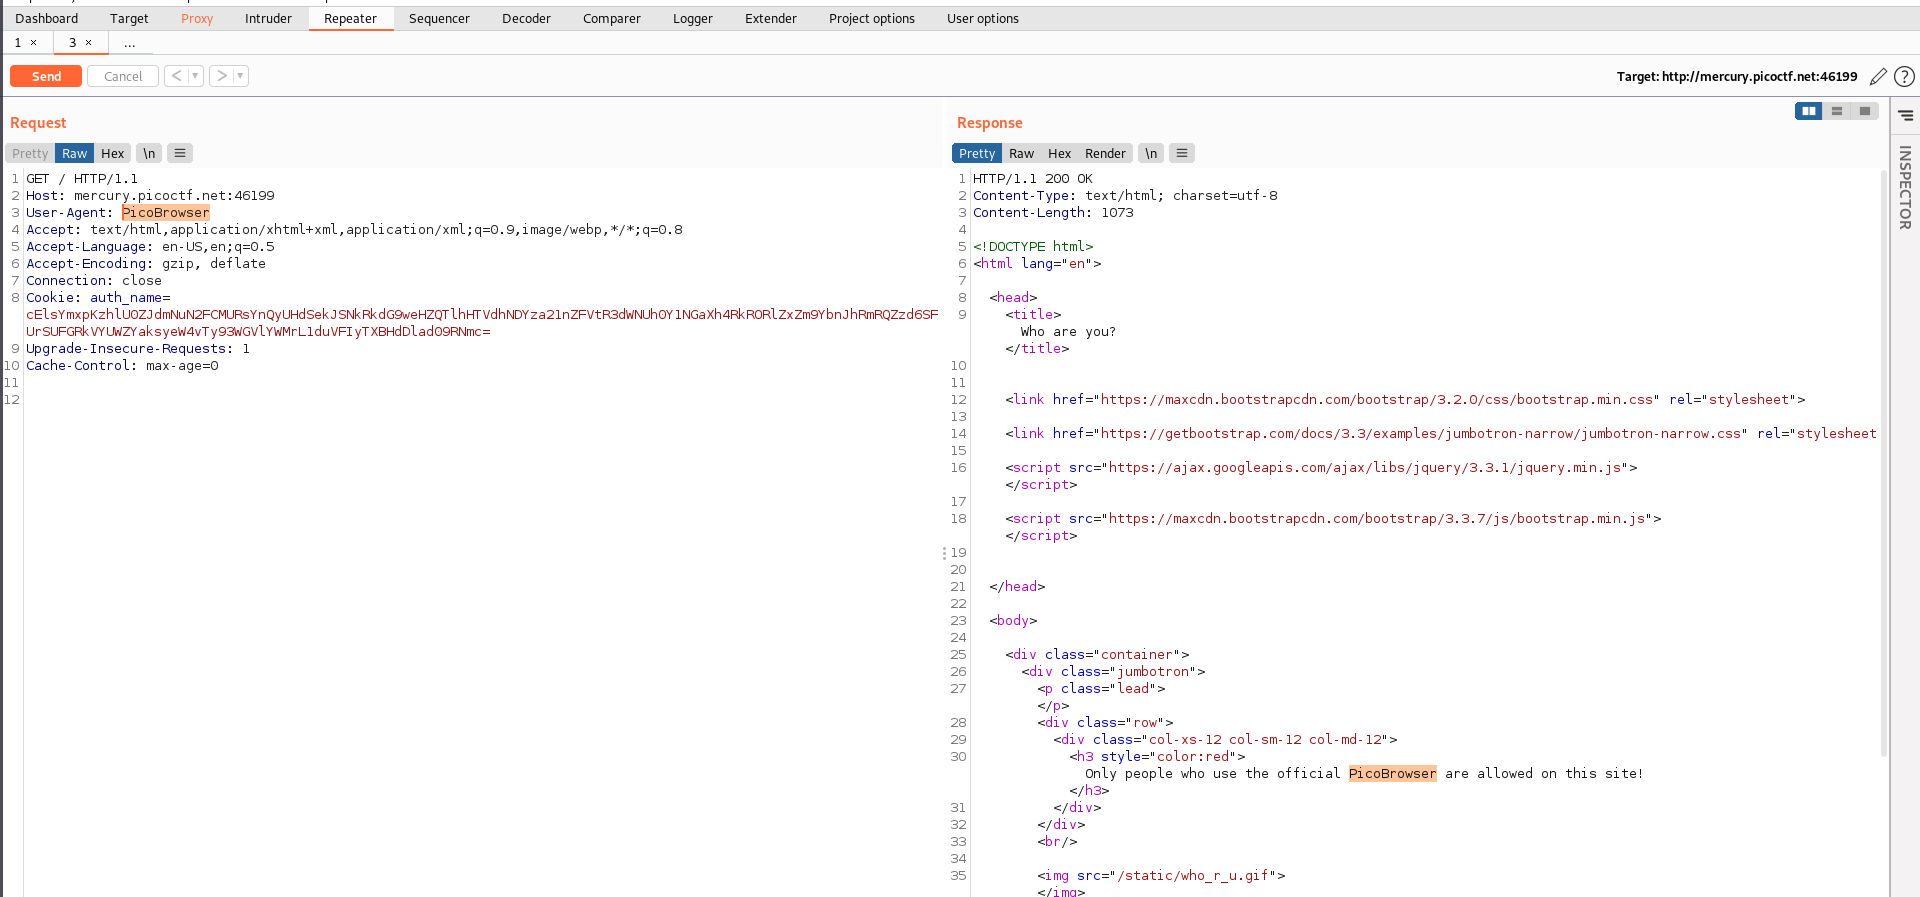 Dashboard Target Proxy Intruder Repeater Sequencer Decoder Comparer Logger Extender Project options User options
1 × 3 × ...
Send Cancel < > Target: http://mercury.picoctf.net:46199 ?
Request
Pretty Raw Hex \n ≡
1 GET / HTTP/1.1
2 Host: mercury.picoctf.net:46199
3 User-Agent: PicoBrowser
4 Accept: text/html,application/xhtml+xml,application/xml;q=0.9,image/webp,*/*;q=0.8
5 Accept-Language: en-US,en;q=0.5
6 Accept-Encoding: gzip, deflate
7 Connection: close
8 Cookie: auth_name=
cElsYmxpKzhlU0ZJdmNuN2FCMURsYnQyUHdSekJSNkRkdG9weHZQTlhHTVdhNDYza21nZFVtR3dWNUh0Y1NGaXh4RkRORlZxZm9YbnJhRmRQZzd6SF
UrSUFGRkVYUWZYaksyeW4vTy93WGVlYWMrL1duVFIyTXBHdDlad09RNmc=
9 Upgrade-Insecure-Requests: 1
10 Cache-Control: max-age=0
11
12
Response
Pretty Raw Hex Render \n ≡
1 HTTP/1.1 200 OK
2 Content-Type: text/html; charset=utf-8
3 Content-Length: 1073
4
5 <!DOCTYPE html>
6 <html lang="en">
7
8 <head>
9 <title>
Who are you?
</title>
10
11
12 <link href="https://maxcdn.bootstrapcdn.com/bootstrap/3.2.0/css/bootstrap.min.css" rel="stylesheet">
13
14 <link href="https://getbootstrap.com/docs/3.3/examples/jumbotron-narrow/jumbotron-narrow.css" rel="stylesheet
15
16 <script src="https://ajax.googleapis.com/ajax/libs/jquery/3.3.1/jquery.min.js">
</script>
17
18 <script src="https://maxcdn.bootstrapcdn.com/bootstrap/3.3.7/js/bootstrap.min.js">
</script>
19
20
21 </head>
22
23 <body>
24
25 <div class="container">
26 <div class="jumbotron">
27 <p class="lead">
</p>
28 <div class="row">
29 <div class="col-xs-12 col-sm-12 col-md-12">
30 <h3 style="color:red">
Only people who use the official PicoBrowser are allowed on this site!
</h3>
31 </div>
32 </div>
33 <br/>
34
35 <img src="/static/who_r_u.gif">
</img>
INSPECTOR